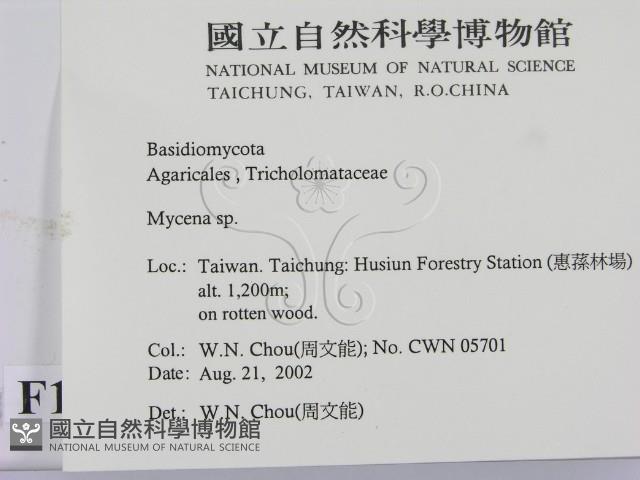 國立自然科學博物館
NATIONAL MUSEUM OF NATURAL SCIENCE
TAICHUNG, TAIWAN, R.O.CHINA
Basidiomycota
Agaricales , Tricholomataceae
Mycena sp.
Loc.: Taiwan. Taichung: Husiun Forestry Station (惠蓀林場)
alt. 1,200m;
on rotten wood.
Col.: W.N. Chou(周文能); No. CWN 05701
Date: Aug. 21, 2002
Det.: W.N. Chou(周文能)
F1
國立自然科學博物館
NATIONAL MUSEUM OF NATURAL SCIENCE